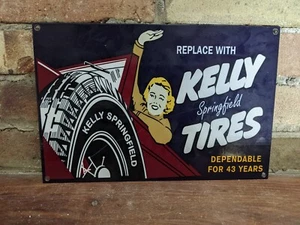 REPLACE WITH
KELLY
Springfield
TIRES
DEPENDABLE
FOR 43 YEARS
KELLY SPRINGFIELD